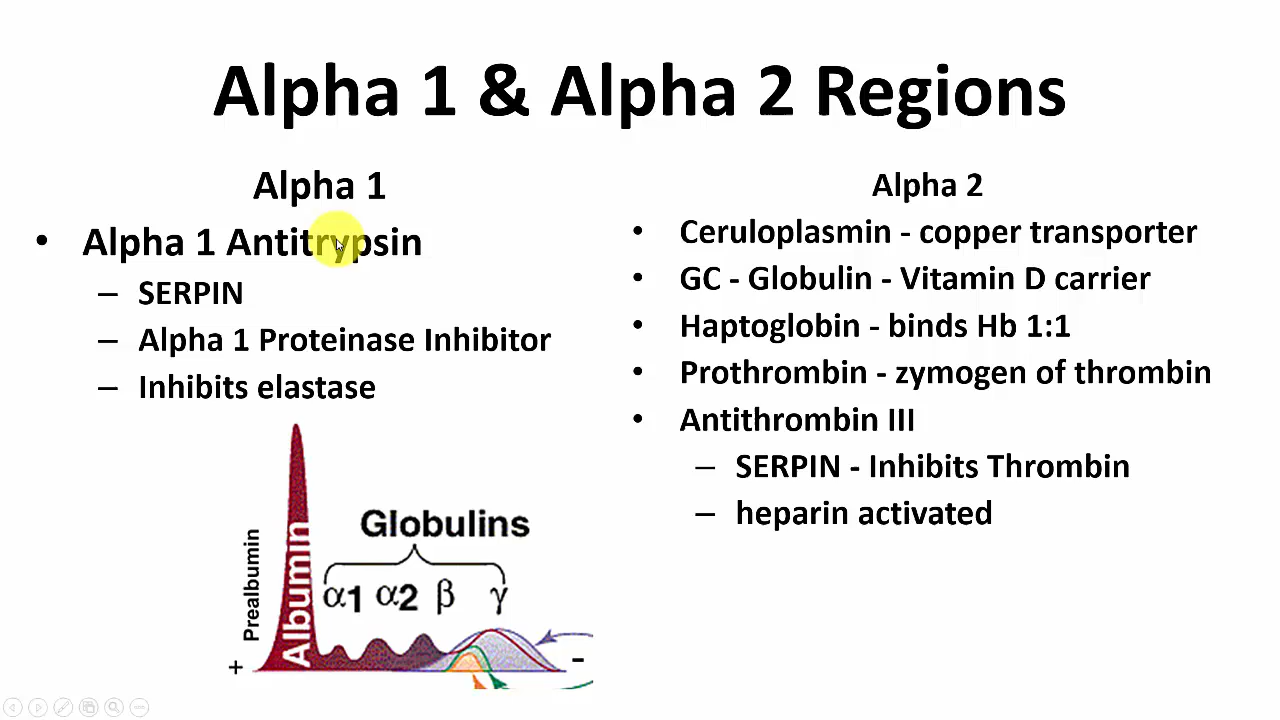 Alpha 1 & Alpha 2 Regions
Alpha 1
• Alpha 1 Antitrypsin
– SERPIN
– Alpha 1 Proteinase Inhibitor
– Inhibits elastase
Prealbumin
Albumin
Globulins
α1 α2 β γ
+ -
Alpha 2
• Ceruloplasmin - copper transporter
• GC - Globulin - Vitamin D carrier
• Haptoglobin - binds Hb 1:1
• Prothrombin - zymogen of thrombin
• Antithrombin III
– SERPIN - Inhibits Thrombin
– heparin activated